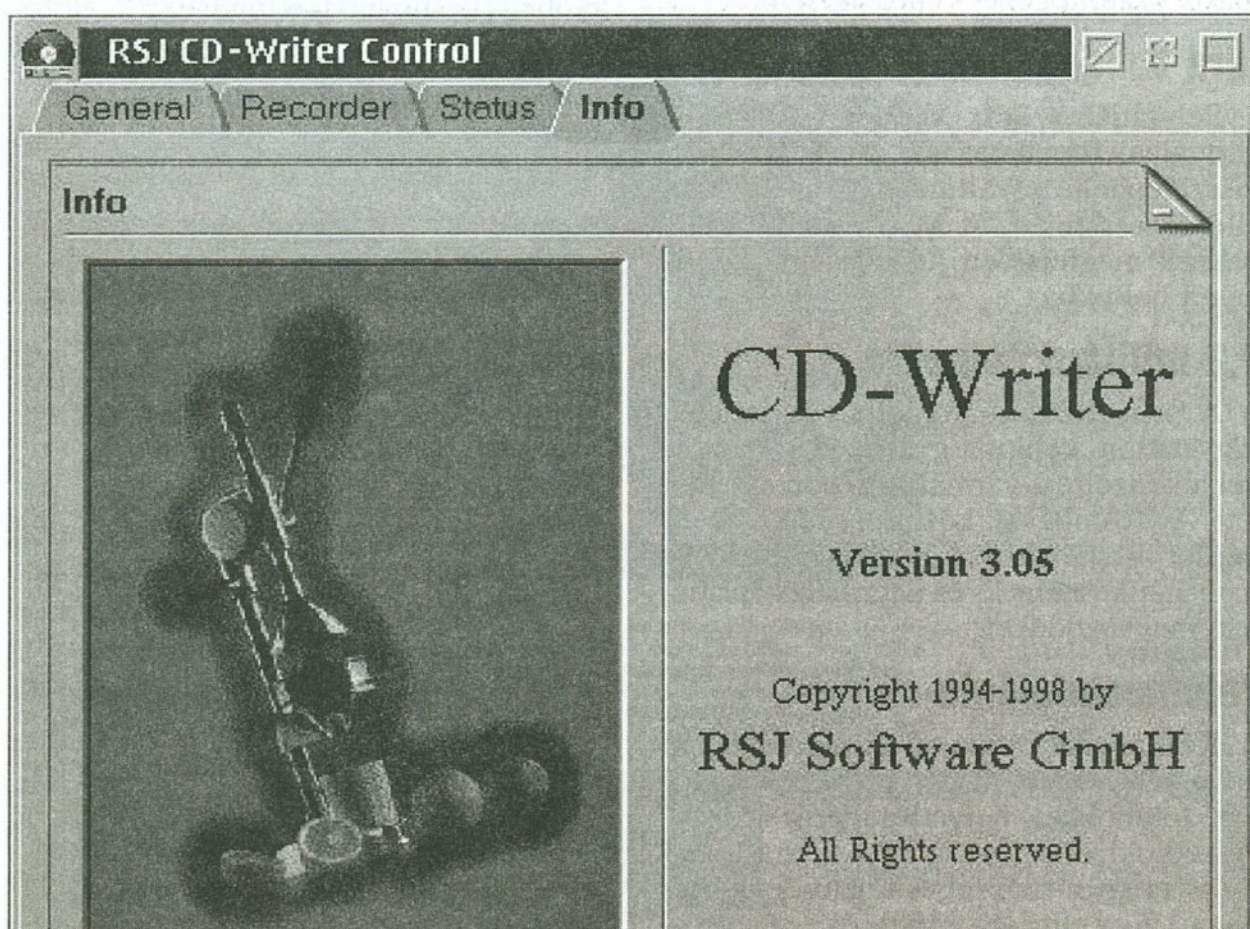 RSJ CD-Writer Control
General Recorder Status Info
Info
CD-Writer
Version 3.05
Copyright 1994-1998 by
RSJ Software GmbH
All Rights reserved.